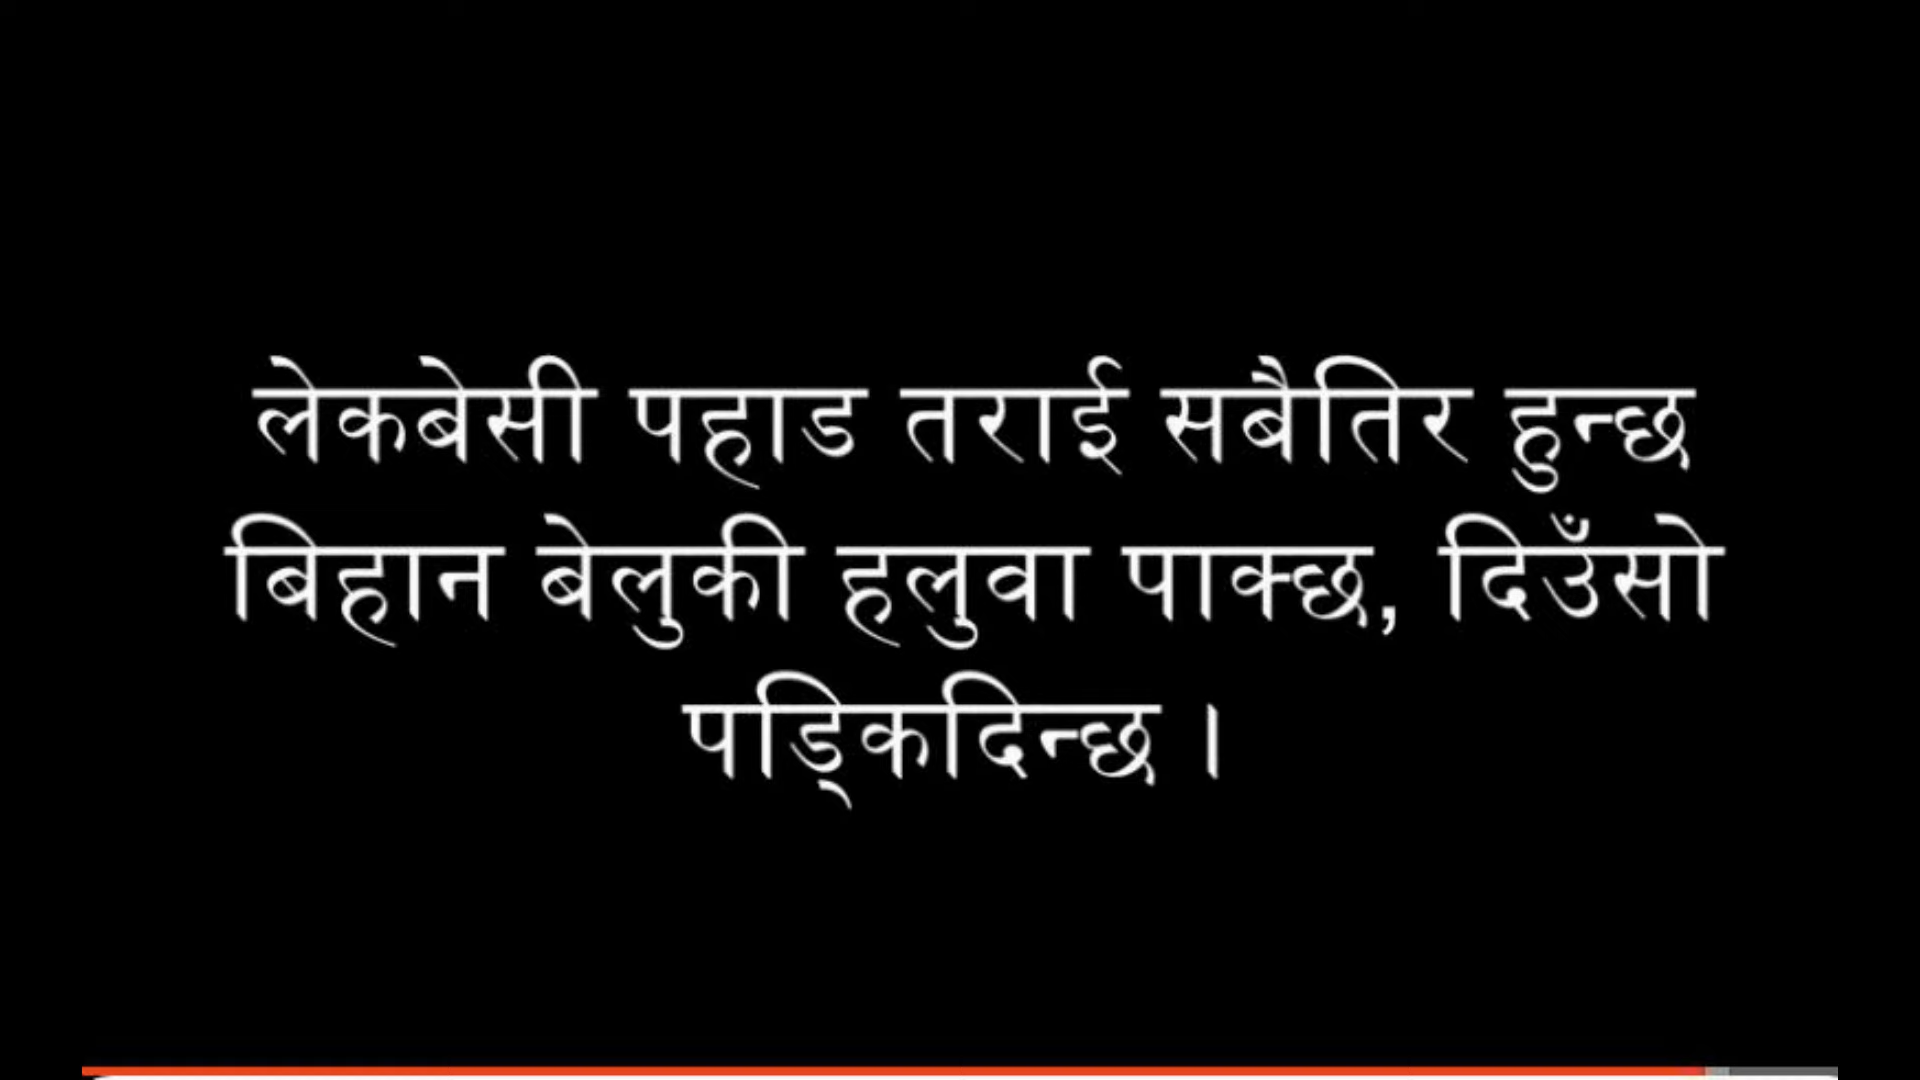 लेकबेसी पहाड तराई सबैतिर हुन्छ
बिहान बेलुकी हलुवा पाक्छ, दिउँसो
पड्किदिन्छ ।